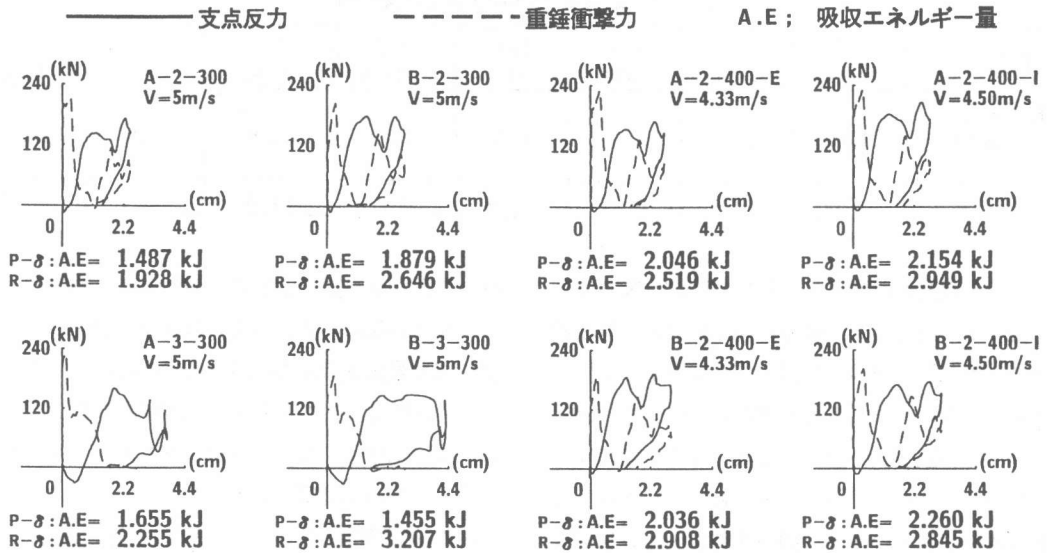 支点反力 重錘衝撃力 A.E ; 吸収エネルギー量
(kN) A-2-300
240 V=5m/s
120
0 2.2 4.4 (cm)
P-δ:A.E= 1.487 kJ
R-δ:A.E= 1.928 kJ
(kN) B-2-300
240 V=5m/s
120
0 2.2 4.4 (cm)
P-δ:A.E= 1.879 kJ
R-δ:A.E= 2.646 kJ
(kN) A-2-400-E
240 V=4.33m/s
120
0 2.2 4.4 (cm)
P-δ:A.E= 2.046 kJ
R-δ:A.E= 2.519 kJ
(kN) A-2-400-I
240 V=4.50m/s
120
0 2.2 4.4 (cm)
P-δ:A.E= 2.154 kJ
R-δ:A.E= 2.949 kJ
(kN) A-3-300
240 V=5m/s
120
0 2.2 4.4 (cm)
P-δ:A.E= 1.655 kJ
R-δ:A.E= 2.255 kJ
(kN) B-3-300
240 V=5m/s
120
0 2.2 4.4 (cm)
P-δ:A.E= 1.455 kJ
R-δ:A.E= 3.207 kJ
(kN) B-2-400-E
240 V=4.33m/s
120
0 2.2 4.4 (cm)
P-δ:A.E= 2.036 kJ
R-δ:A.E= 2.908 kJ
(kN) B-2-400-I
240 V=4.50m/s
120
0 2.2 4.4 (cm)
P-δ:A.E= 2.260 kJ
R-δ:A.E= 2.845 kJ